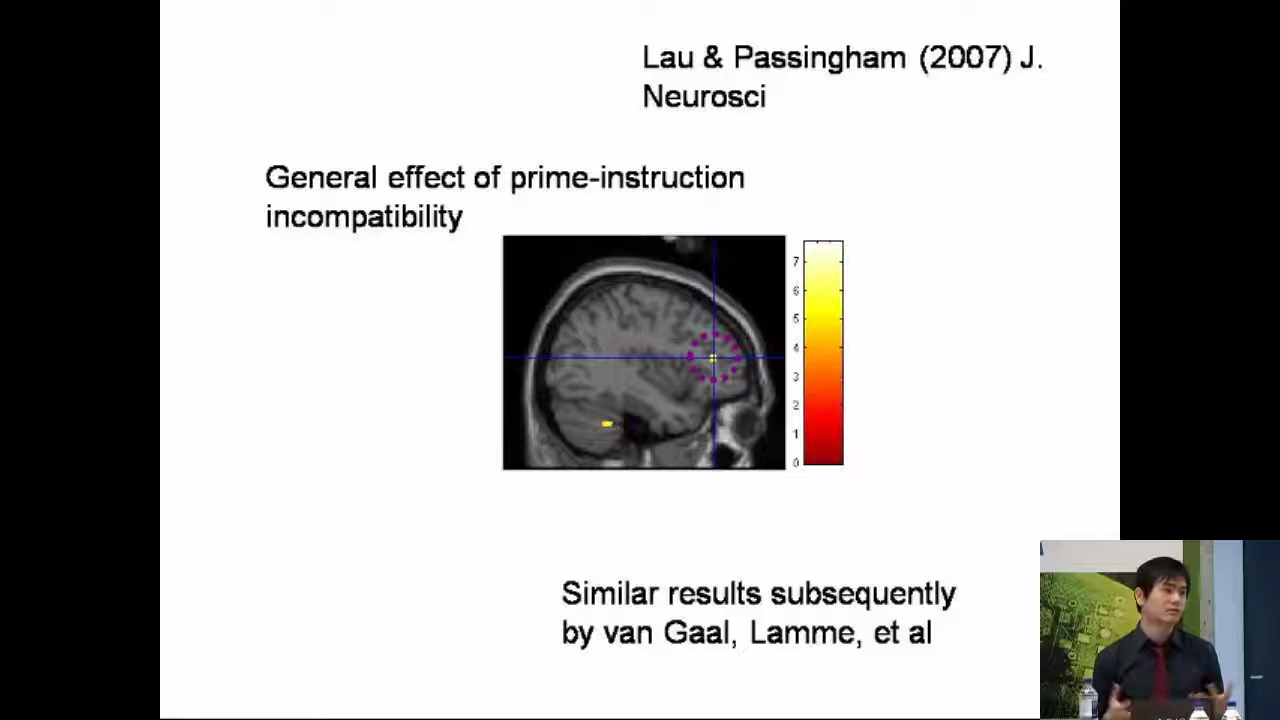 Lau & Passingham (2007) J.
Neurosci
General effect of prime-instruction
incompatibility
7
6
5
4
3
2
1
0
Similar results subsequently
by van Gaal, Lamme, et al